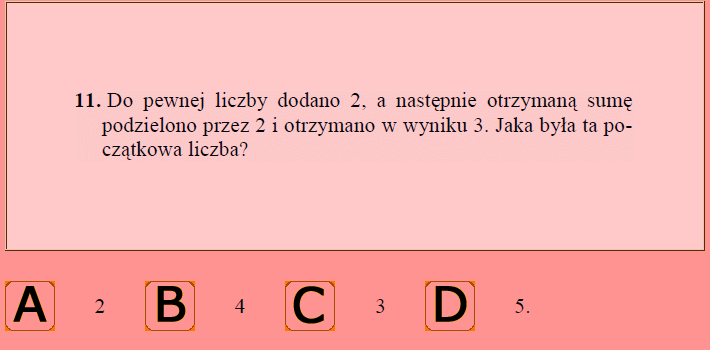 11. Do pewnej liczby dodano 2, a następnie otrzymaną sumę
podzielono przez 2 i otrzymano w wyniku 3. Jaka była ta po-
czątkowa liczba?
A 2 B 4 C 3 D 5.